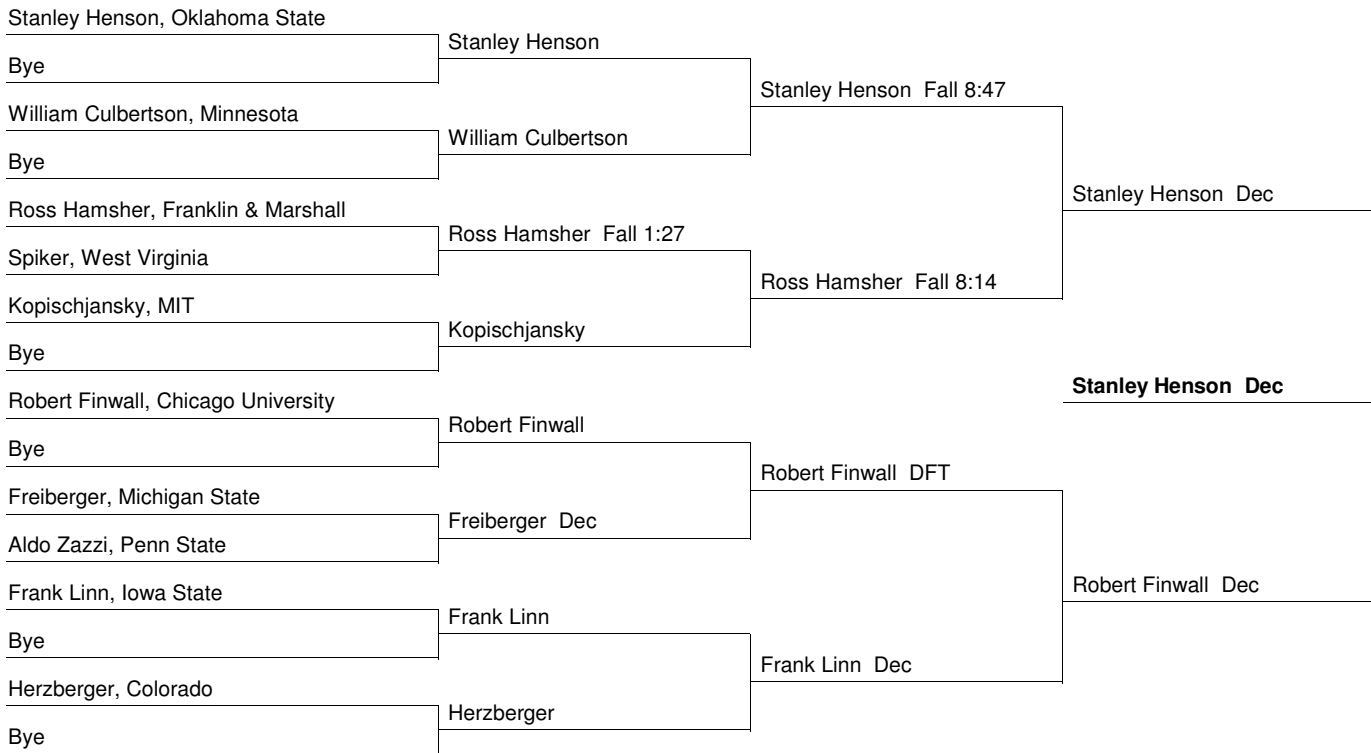 Stanley Henson, Oklahoma State
Bye
William Culbertson, Minnesota
Bye
Ross Hamsher, Franklin & Marshall
Spiker, West Virginia
Kopischjansky, MIT
Bye
Robert Finwall, Chicago University
Bye
Freiberger, Michigan State
Aldo Zazzi, Penn State
Frank Linn, Iowa State
Bye
Herzberger, Colorado
Bye
Stanley Henson
William Culbertson
Ross Hamsher Fall 1:27
Kopischjansky
Robert Finwall
Freiberger Dec
Frank Linn
Herzberger
Stanley Henson Fall 8:47
Ross Hamsher Fall 8:14
Robert Finwall DFT
Frank Linn Dec
Stanley Henson Dec
Robert Finwall Dec
Stanley Henson Dec